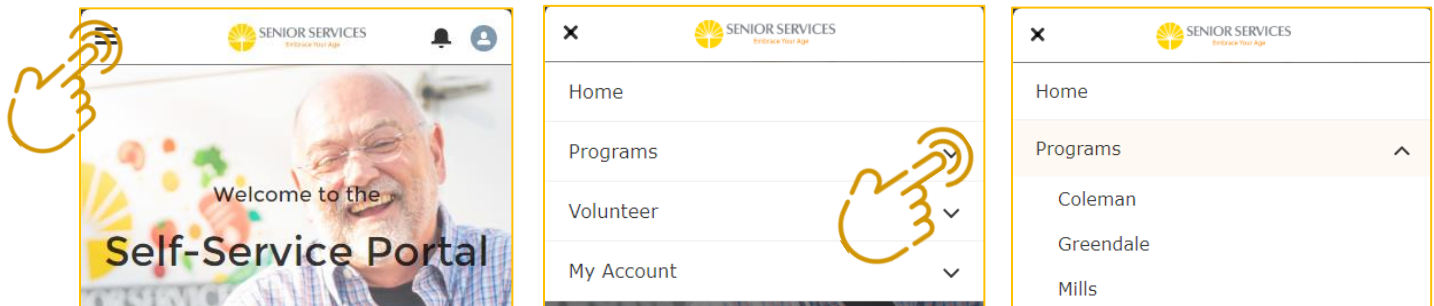 SENIOR SERVICES
Embrace Your Age
Welcome to the
Self-Service Portal
SENIOR SERVICES
Embrace Your Age
Home
Programs
Volunteer
My Account
SENIOR SERVICES
Embrace Your Age
Home
Programs
Coleman
Greendale
Mills